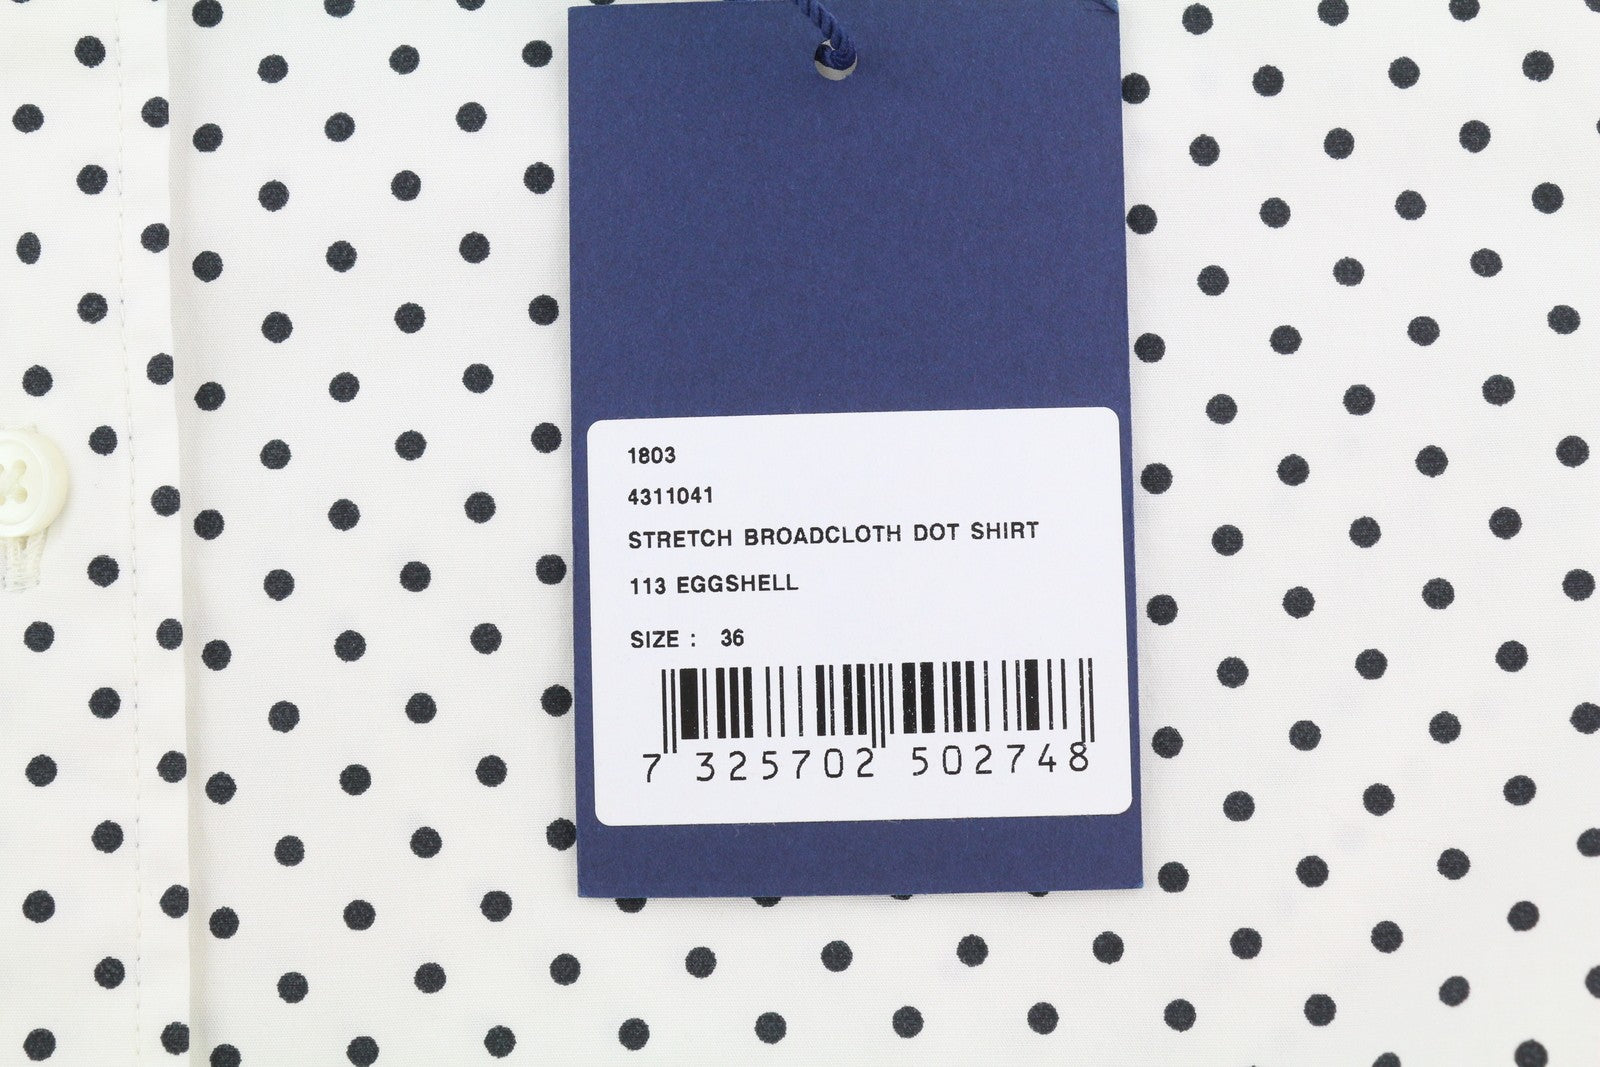 1803
4311041
STRETCH BROADCLOTH DOT SHIRT
113 EGGSHELL
SIZE : 36
7 325702 502748